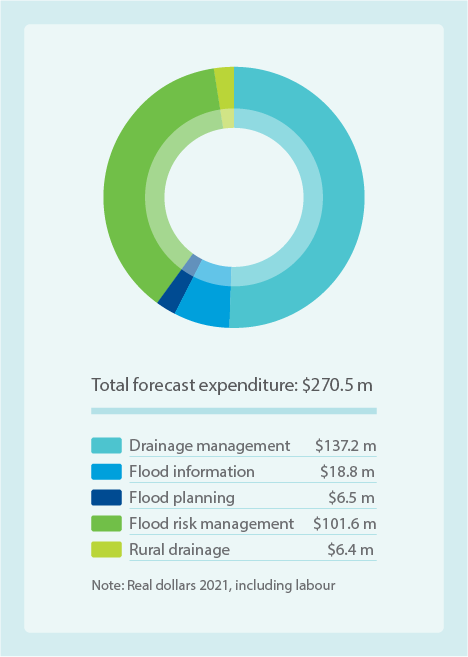 Total forecast expenditure: $270.5 m
Drainage management $137.2 m
Flood information $18.8 m
Flood planning $6.5 m
Flood risk management $101.6 m
Rural drainage $6.4 m
Note: Real dollars 2021, including labour